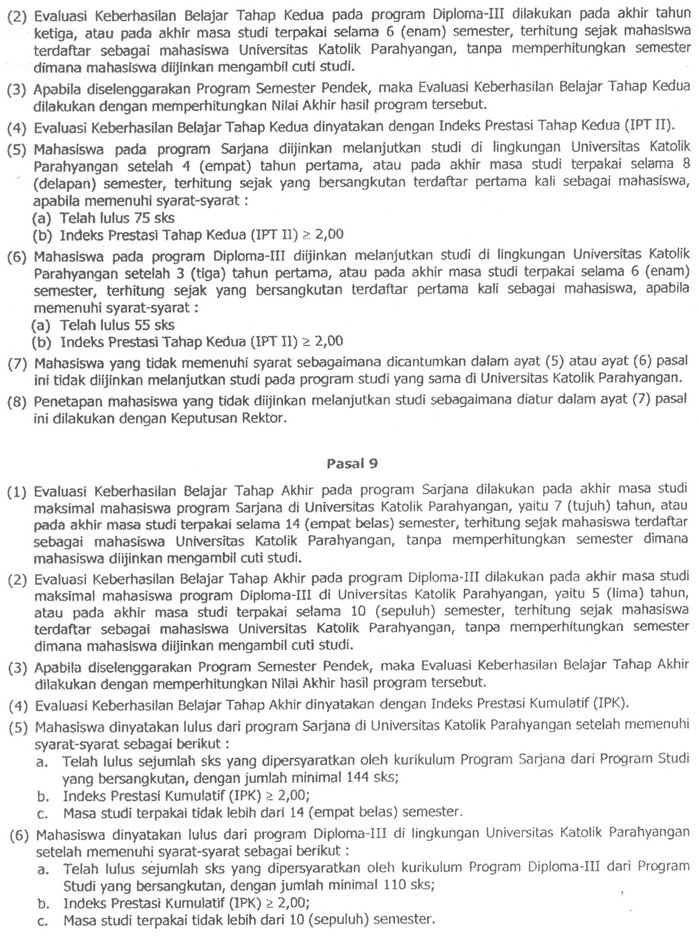 (2) Evaluasi Keberhasilan Belajar Tahap Kedua pada program Diploma-III dilakukan pada akhir tahun
ketiga, atau pada akhir masa studi terpakai selama 6 (enam) semester, terhitung sejak mahasiswa
terdaftar sebagai mahasiswa Universitas Katolik Parahyangan, tanpa memperhitungkan semester
dimana mahasiswa diijinkan mengambil cuti studi.
(3) Apabila diselenggarakan Program Semester Pendek, maka Evaluasi Keberhasilan Belajar Tahap Kedua
dilakukan dengan memperhitungkan Nilai Akhir hasil program tersebut.
(4) Evaluasi Keberhasilan Belajar Tahap Kedua dinyatakan dengan Indeks Prestasi Tahap Kedua (IPT II).
(5) Mahasiswa pada program Sarjana diijinkan melanjutkan studi di lingkungan Universitas Katolik
Parahyangan setelah 4 (empat) tahun pertama, atau pada akhir masa studi terpakai selama 8
(delapan) semester, terhitung sejak yang bersangkutan terdaftar pertama kali sebagai mahasiswa,
apabila memenuhi syarat-syarat :
(a) Telah lulus 75 sks
(b) Indeks Prestasi Tahap Kedua (IPT II) ≥ 2,00
(6) Mahasiswa pada program Diploma-III diijinkan melanjutkan studi di lingkungan Universitas Katolik
Parahyangan setelah 3 (tiga) tahun pertama, atau pada akhir masa studi terpakai selama 6 (enam)
semester, terhitung sejak yang bersangkutan terdaftar pertama kali sebagai mahasiswa, apabila
memenuhi syarat-syarat :
(a) Telah lulus 55 sks
(b) Indeks Prestasi Tahap Kedua (IPT II) ≥ 2,00
(7) Mahasiswa yang tidak memenuhi syarat sebagaimana dicantumkan dalam ayat (5) atau ayat (6) pasal
ini tidak diijinkan melanjutkan studi pada program studi yang sama di Universitas Katolik Parahyangan.
(8) Penetapan mahasiswa yang tidak diijinkan melanjutkan studi sebagaimana diatur dalam ayat (7) pasal
ini dilakukan dengan Keputusan Rektor.
Pasal 9
(1) Evaluasi Keberhasilan Belajar Tahap Akhir pada program Sarjana dilakukan pada akhir masa studi
maksimal mahasiswa program Sarjana di Universitas Katolik Parahyangan, yaitu 7 (tujuh) tahun, atau
pada akhir masa studi terpakai selama 14 (empat belas) semester, terhitung sejak mahasiswa terdaftar
sebagai mahasiswa Universitas Katolik Parahyangan, tanpa memperhitungkan semester dimana
mahasiswa diijinkan mengambil cuti studi.
(2) Evaluasi Keberhasilan Belajar Tahap Akhir pada program Diploma-III dilakukan pada akhir masa studi
maksimal mahasiswa program Diploma-III di Universitas Katolik Parahyangan, yaitu 5 (lima) tahun,
atau pada akhir masa studi terpakai selama 10 (sepuluh) semester, terhitung sejak mahasiswa
terdaftar sebagai mahasiswa Universitas Katolik Parahyangan, tanpa memperhitungkan semester
dimana mahasiswa diijinkan mengambil cuti studi.
(3) Apabila diselenggarakan Program Semester Pendek, maka Evaluasi Keberhasilan Belajar Tahap Akhir
dilakukan dengan memperhitungkan Nilai Akhir hasil program tersebut.
(4) Evaluasi Keberhasilan Belajar Tahap Akhir dinyatakan dengan Indeks Prestasi Kumulatif (IPK).
(5) Mahasiswa dinyatakan lulus dari program Sarjana di Universitas Katolik Parahyangan setelah memenuhi
syarat-syarat sebagai berikut :
a. Telah lulus sejumlah sks yang dipersyaratkan oleh kurikulum Program Sarjana dari Program Studi
yang bersangkutan, dengan jumlah minimal 144 sks;
b. Indeks Prestasi Kumulatif (IPK) ≥ 2,00;
c. Masa studi terpakai tidak lebih dari 14 (empat belas) semester.
(6) Mahasiswa dinyatakan lulus dari program Diploma-III di lingkungan Universitas Katolik Parahyangan
setelah memenuhi syarat-syarat sebagai berikut :
a. Telah lulus sejumlah sks yang dipersyaratkan oleh kurikulum Program Diploma-III dari Program
Studi yang bersangkutan, dengan jumlah minimal 110 sks;
b. Indeks Prestasi Kumulatif (IPK) ≥ 2,00;
c. Masa studi terpakai tidak lebih dari 10 (sepuluh) semester.